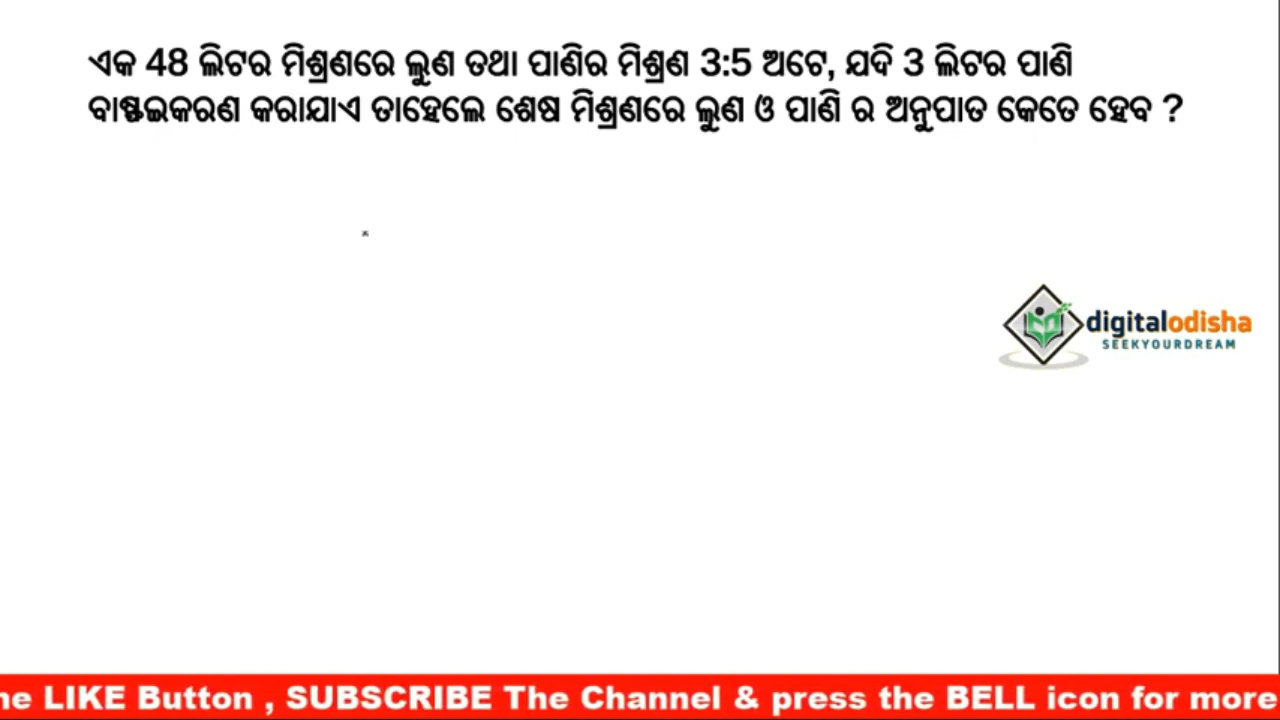 ଏକ 48 ଲିଟର ମିଶ୍ରଣରେ ଲୁଣ ତଥା ପାଣିର ମିଶ୍ରଣ 3:5 ଅଟେ, ଯଦି 3 ଲିଟର ପାଣି
ବାଷ୍ଭଇକରଣ କରାଯାଏ ତାହେଲେ ଶେଷ ମିଶ୍ରଣରେ ଲୁଣ ଓ ପାଣି ର ଅନୁପାତ କେତେ ହେବ ?
digitalodisha
SEEKYOURDREAM
he LIKE Button , SUBSCRIBE The Channel & press the BELL icon for more